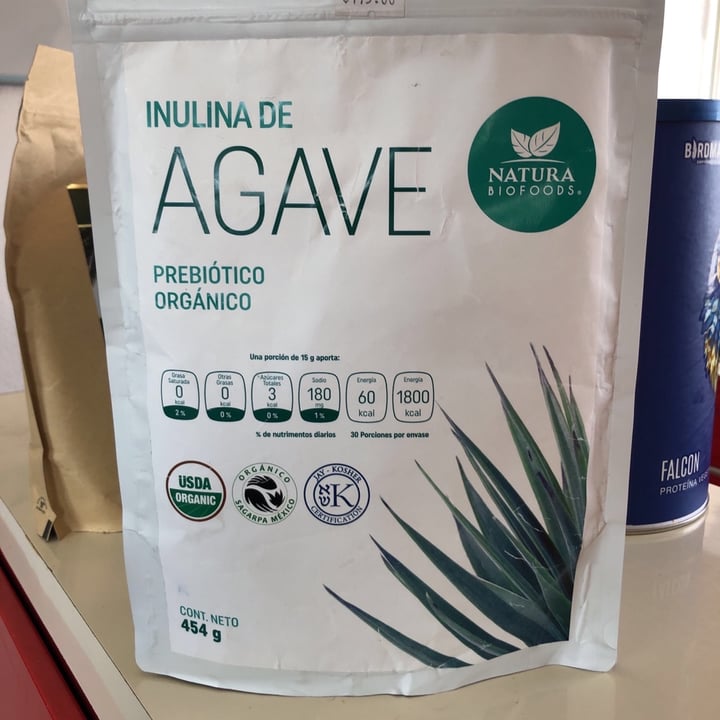 INULINA DE
AGAVE
NATURA
BIOFOODS®
PREBIÓTICO
ORGÁNICO
Una porción de 15 g aporta:
Grasa Saturada 0 kcal 2 %
Otras Grasas 0 kcal 0 %
Azúcares Totales 3 kcal 0 %
Sodio 180 mg 1 %
Energía 60 kcal
Energía 1800 kcal
% de nutrimentos diarios
30 Porciones por envase
USDA
ORGANIC
ORGÁNICO
SAGARPA MÉXICO
JAY - KOSHER
K
CERTIFICATION
CONT. NETO
454 g
FALCON